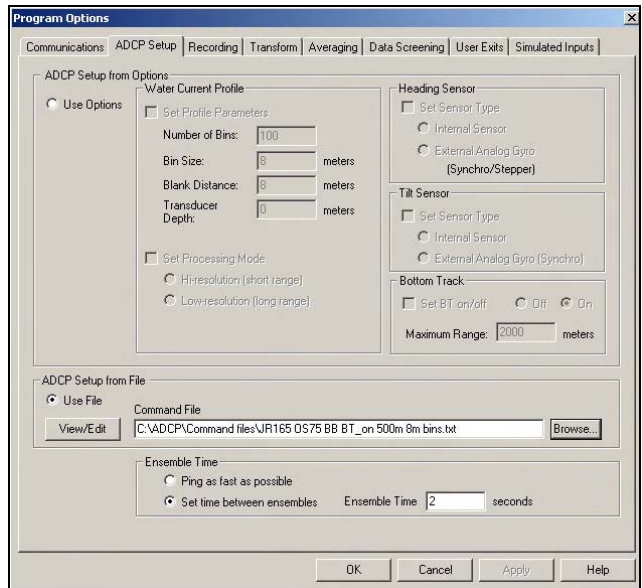 Program Options
Communications ADCP Setup Recording Transform Averaging Data Screening User Exits Simulated Inputs
ADCP Setup from Options
Use Options
Water Current Profile
Set Profile Parameters
Number of Bins: 100
Bin Size: 8 meters
Blank Distance: 8 meters
Transducer Depth: 0 meters
Set Processing Mode
Hi-resolution (short range)
Low-resolution (long range)
Heading Sensor
Set Sensor Type
Internal Sensor
External Analog Gyro
(Synchro/Stepper)
Tilt Sensor
Set Sensor Type
Internal Sensor
External Analog Gyro (Synchro)
Bottom Track
Set BT on/off Off On
Maximum Range: 2000 meters
ADCP Setup from File
Use File
Command File
View/Edit C:\ADCP\Command files\JR165 OS75 BB BT_on 500m 8m bins.txt Browse...
Ensemble Time
Ping as fast as possible
Set time between ensembles Ensemble Time 2 seconds
OK Cancel Apply Help